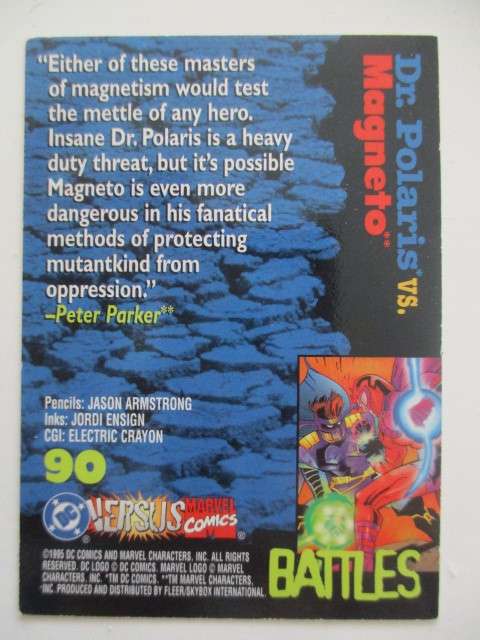 “Either of these masters
of magnetism would test
the mettle of any hero.
Insane Dr. Polaris is a heavy
duty threat, but it’s possible
Magneto is even more
dangerous in his fanatical
methods of protecting
mutantkind from
oppression.”
–Peter Parker**
Dr. Polaris* vs.
Magneto**
Pencils: JASON ARMSTRONG
Inks: JORDI ENSIGN
CGI: ELECTRIC CRAYON
90
DC ® VERSUS MARVEL COMICS ®
BATTLES
©1995 DC COMICS AND MARVEL CHARACTERS, INC. ALL RIGHTS
RESERVED. DC LOGO © DC COMICS. MARVEL LOGO © MARVEL
CHARACTERS, INC. *TM DC COMICS. **TM MARVEL CHARACTERS,
INC. PRODUCED AND DISTRIBUTED BY FLEER/SKYBOX INTERNATIONAL.